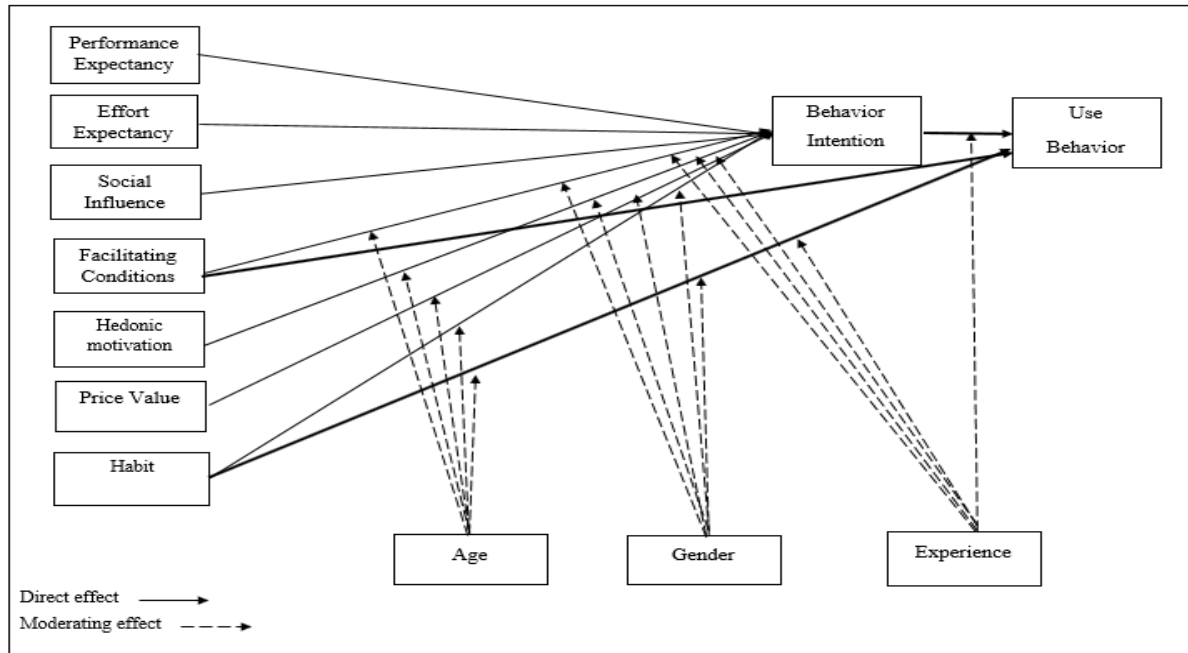 Performance
Expectancy
Effort
Expectancy
Social
Influence
Facilitating
Conditions
Hedonic
motivation
Price Value
Habit
Behavior
Intention
Use
Behavior
Age
Gender
Experience
Direct effect
Moderating effect